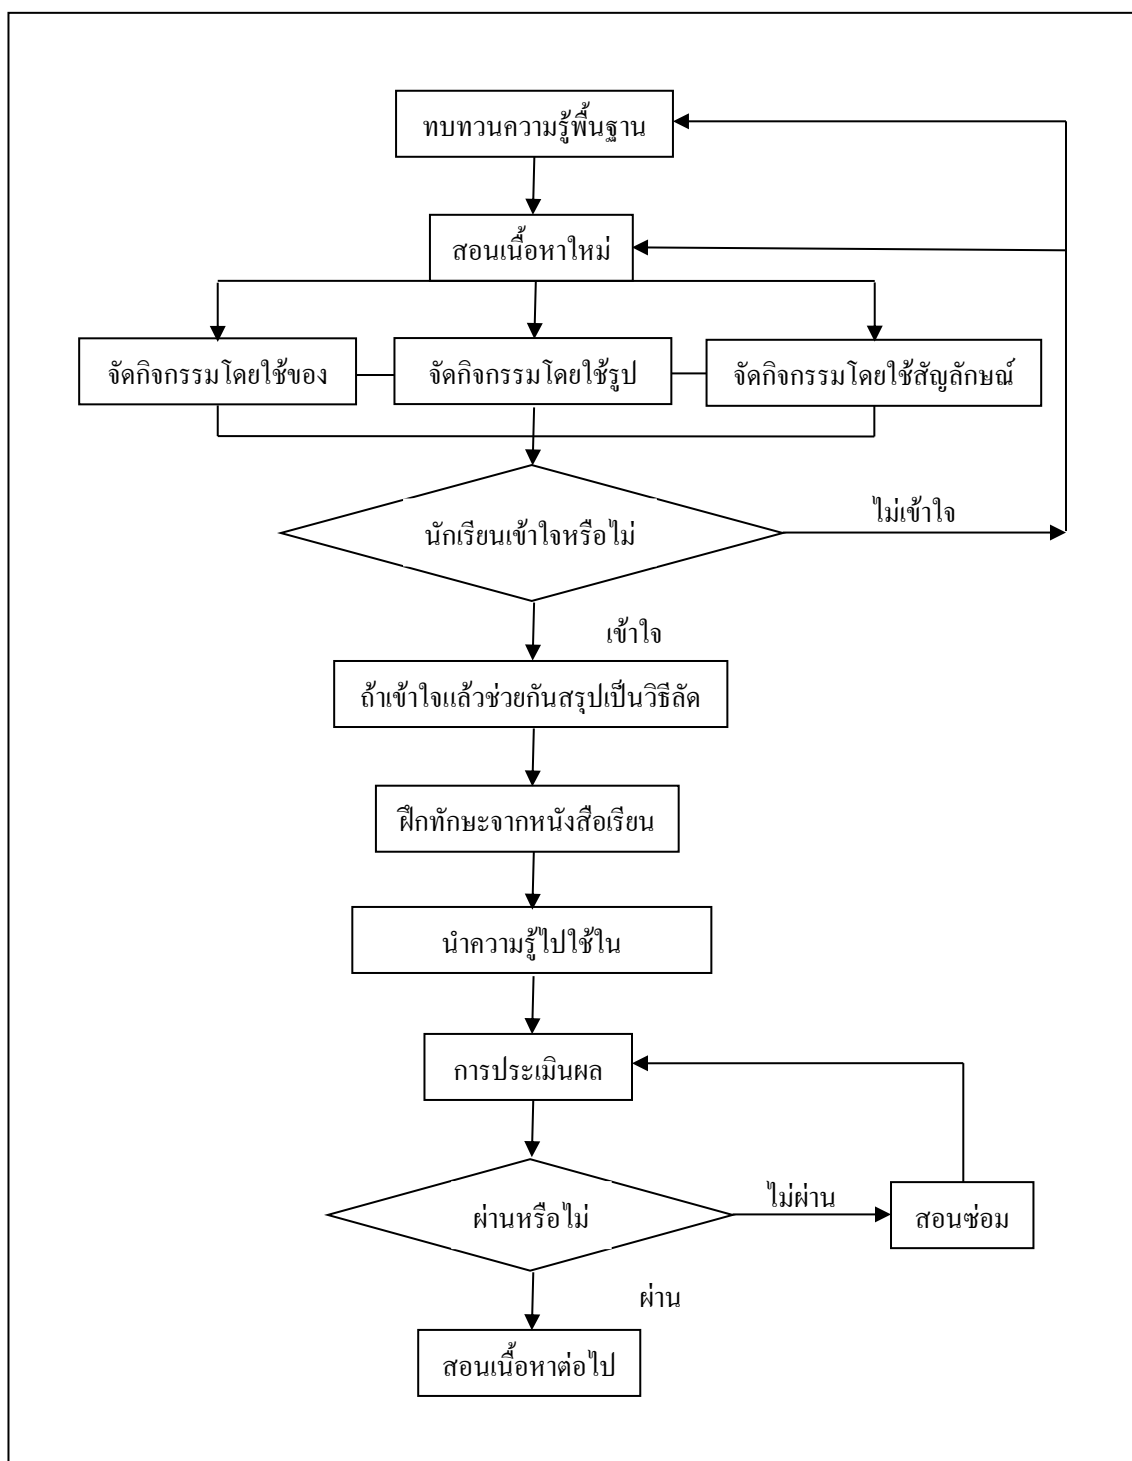 ทบทวนความรู้พื้นฐาน
สอนเนื้อหาใหม่
จัดกิจกรรมโดยใช้ของ
จัดกิจกรรมโดยใช้รูป
จัดกิจกรรมโดยใช้สัญลักษณ์
นักเรียนเข้าใจหรือไม่
ไม่เข้าใจ
เข้าใจ
ถ้าเข้าใจแล้วช่วยกันสรุปเป็นวิธีลัด
ฝึกทักษะจากหนังสือเรียน
นำความรู้ไปใช้ใน
การประเมินผล
ผ่านหรือไม่
ไม่ผ่าน
สอนซ่อม
ผ่าน
สอนเนื้อหาต่อไป